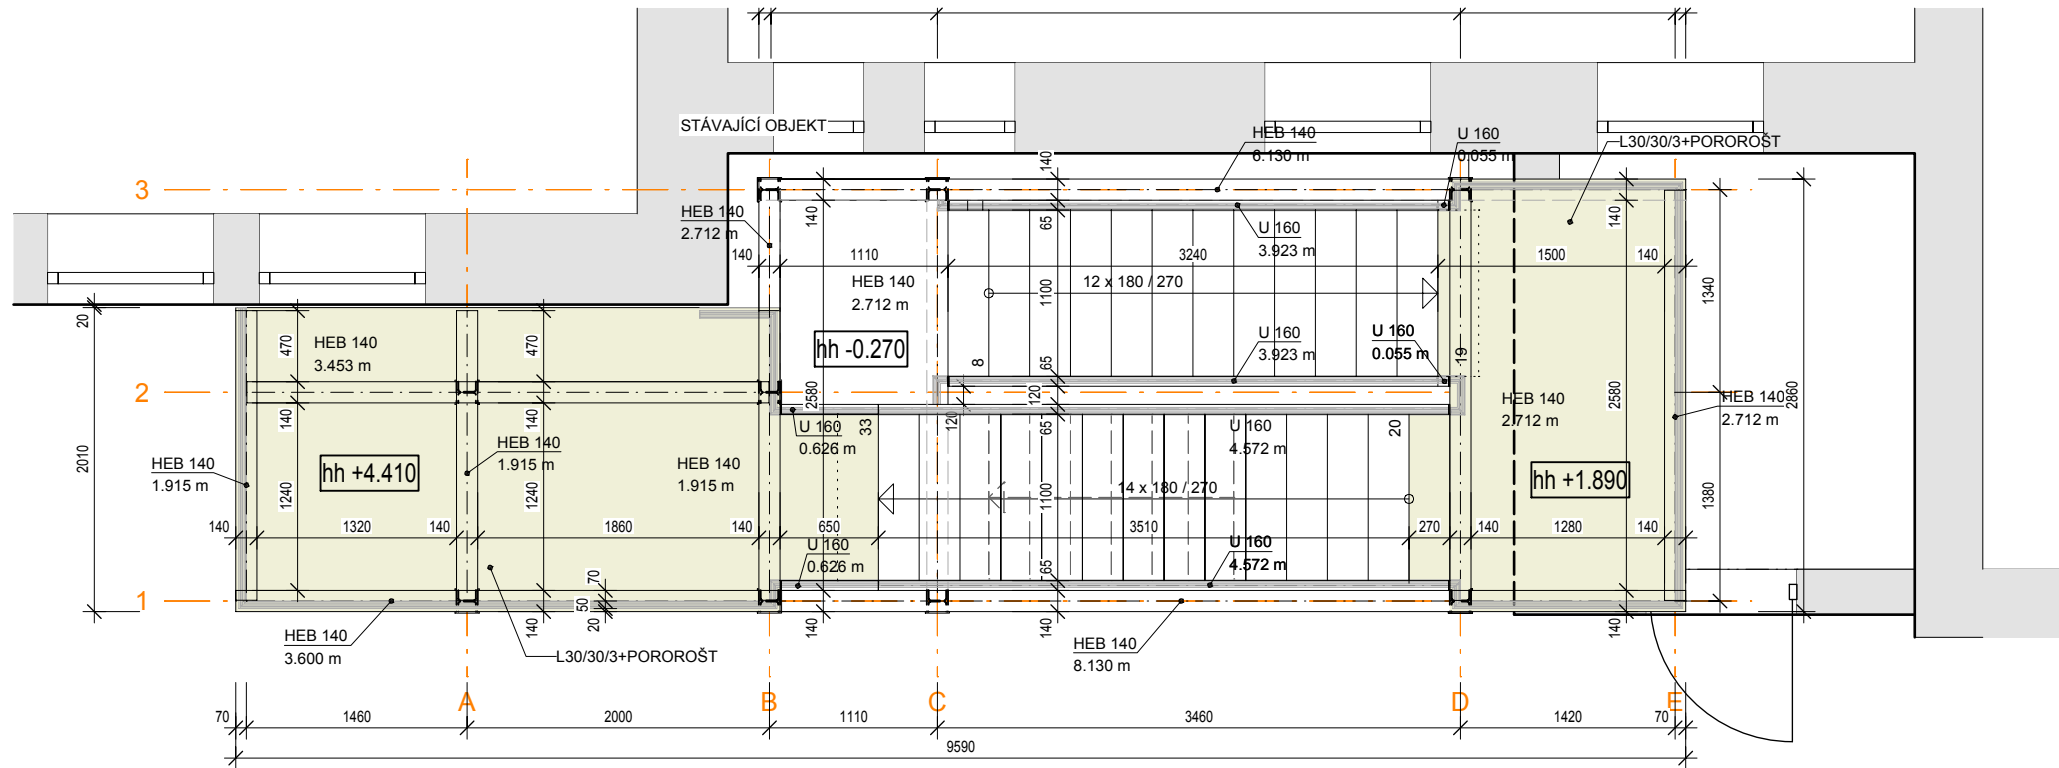 STÁVAJÍCÍ OBJEKT
HEB 140
6.130 m
U 160
0.055 m
L30/30/3+POROROŠT
3
140
140
65
140
HEB 140
2.712 m
U 160
3.923 m
140
1110
3240
1500
140
HEB 140
2.712 m
12 x 180 / 270
1100
1340
20
470
470
HEB 140
3.453 m
hh -0.270
8
U 160
3.923 m
U 160
0.055 m
19
65
2
2580
120
120
2580
2860
140
140
HEB 140
2.712 m
HEB 140
2.712 m
U 160
0.626 m
33
65
U 160
4.572 m
20
HEB 140
1.915 m
HEB 140
1.915 m
HEB 140
1.915 m
2010
hh +4.410
hh +1.890
1240
1240
14 x 180 / 270
1100
1380
140
1320
140
1860
140
650
3510
270
140
1280
140
U 160
0.626 m
U 160
4.572 m
65
70
50
20
1
140
140
140
140
HEB 140
3.600 m
L30/30/3+POROROŠT
HEB 140
8.130 m
A
B
C
D
E
70
1460
2000
1110
3460
1420
70
9590